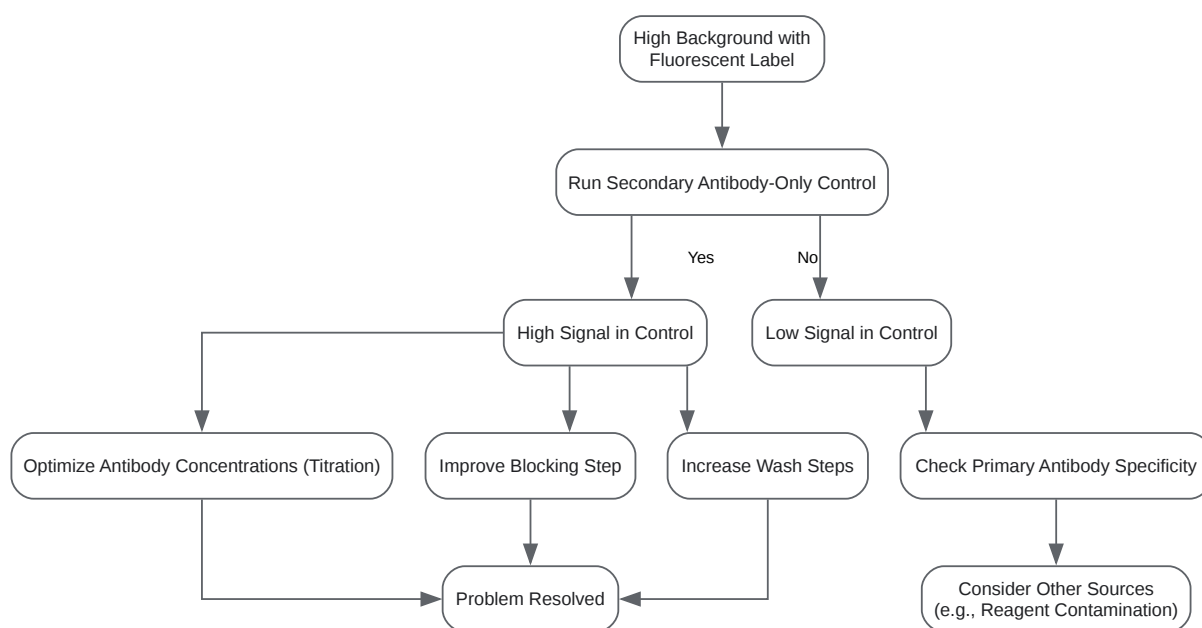 High Background with
Fluorescent Label
Run Secondary Antibody-Only Control
Yes
No
High Signal in Control
Low Signal in Control
Optimize Antibody Concentrations (Titration)
Improve Blocking Step
Increase Wash Steps
Check Primary Antibody Specificity
Problem Resolved
Consider Other Sources
(e.g., Reagent Contamination)